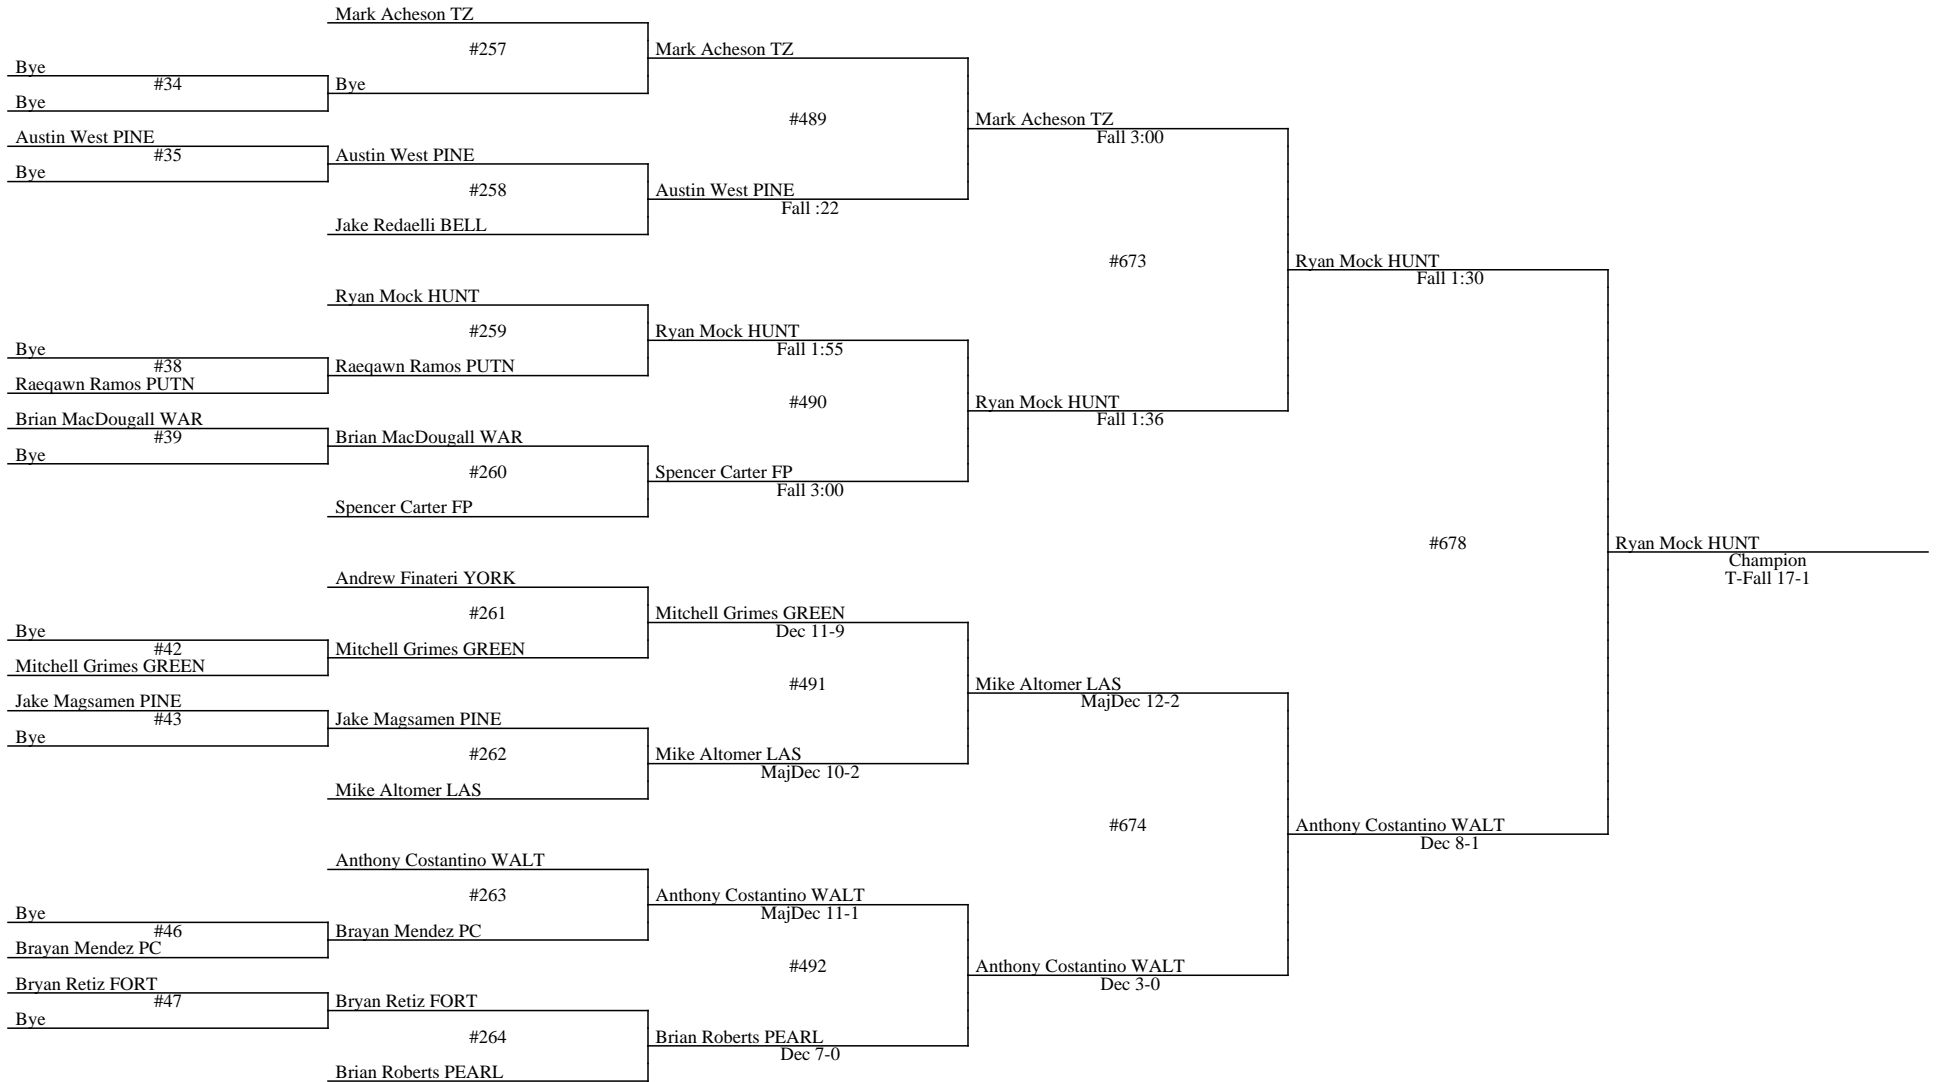 Mark Acheson TZ
#257
Mark Acheson TZ
Bye
#34
Bye
Bye
#489
Mark Acheson TZ
Fall 3:00
Austin West PINE
#35
Austin West PINE
Bye
#258
Austin West PINE
Fall :22
Jake Redaelli BELL
#673
Ryan Mock HUNT
Fall 1:30
Ryan Mock HUNT
#259
Ryan Mock HUNT
Fall 1:55
Bye
#38
Raeqawn Ramos PUTN
Raeqawn Ramos PUTN
#490
Ryan Mock HUNT
Fall 1:36
Brian MacDougall WAR
#39
Brian MacDougall WAR
Bye
#260
Spencer Carter FP
Fall 3:00
Spencer Carter FP
#678
Ryan Mock HUNT
Champion
T-Fall 17-1
Andrew Finateri YORK
#261
Mitchell Grimes GREEN
Dec 11-9
Bye
#42
Mitchell Grimes GREEN
Mitchell Grimes GREEN
#491
Mike Altomer LAS
MajDec 12-2
Jake Magsamen PINE
#43
Jake Magsamen PINE
Bye
#262
Mike Altomer LAS
MajDec 10-2
Mike Altomer LAS
#674
Anthony Costantino WALT
Dec 8-1
Anthony Costantino WALT
#263
Anthony Costantino WALT
MajDec 11-1
Bye
#46
Brayan Mendez PC
Brayan Mendez PC
#492
Anthony Costantino WALT
Dec 3-0
Bryan Retiz FORT
#47
Bryan Retiz FORT
Bye
#264
Brian Roberts PEARL
Dec 7-0
Brian Roberts PEARL